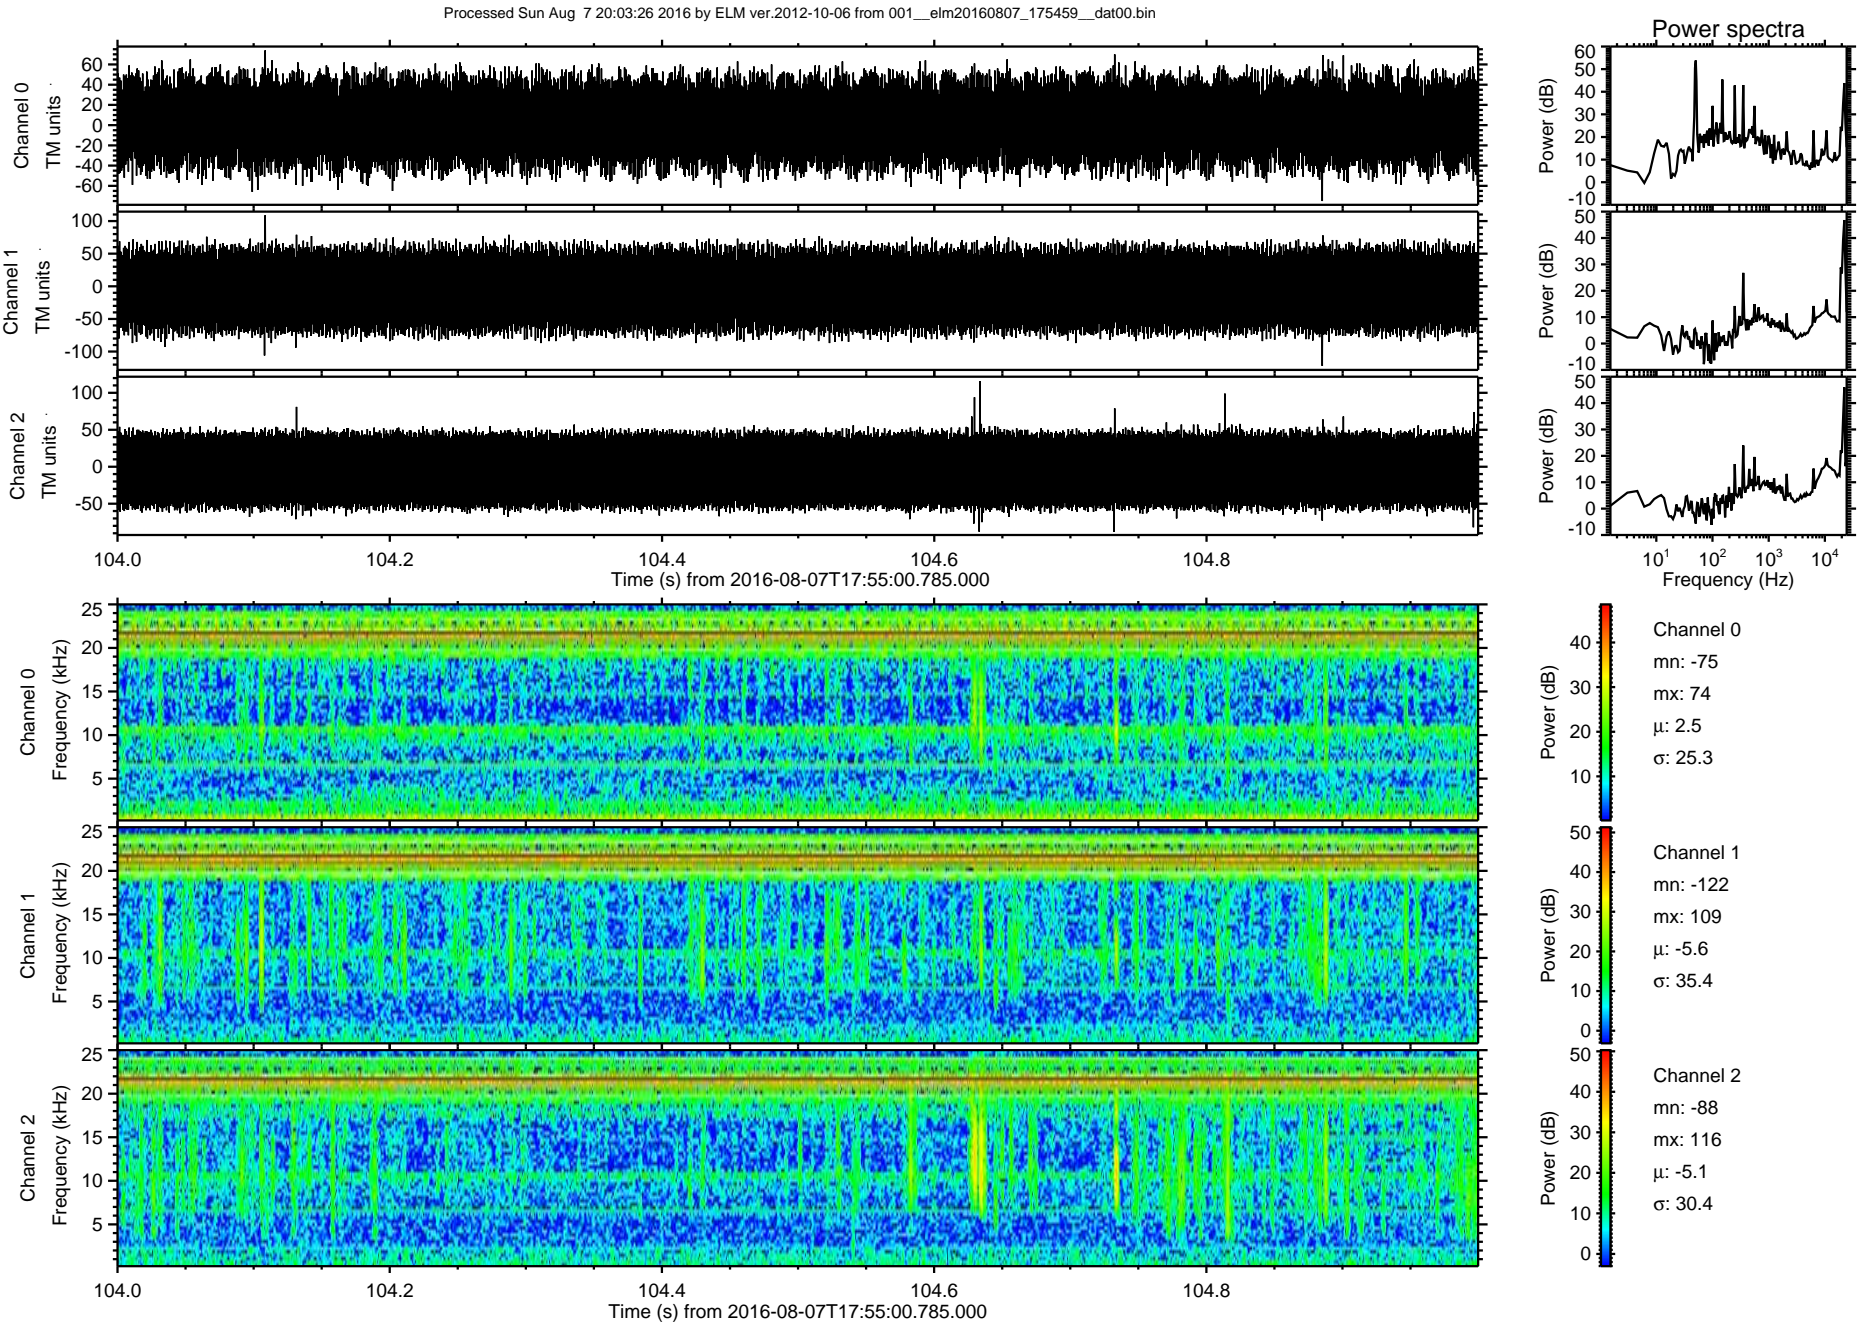 Processed Sun Aug 7 20:03:26 2016 by ELM ver.2012-10-06 from 001__elm20160807_175459__dat00.bin
Power spectra
Channel 0
TM units
60
40
20
0
-20
-40
-60
Power (dB)
60
50
40
30
20
10
0
-10
Channel 1
TM units
100
50
0
-50
-100
Power (dB)
50
40
30
20
10
0
-10
Channel 2
TM units
100
50
0
-50
Power (dB)
50
40
30
20
10
0
-10
104.0 104.2 104.4 104.6 104.8
Time (s) from 2016-08-07T17:55:00.785.000
10^1 10^2 10^3 10^4
Frequency (Hz)
Channel 0
Frequency (kHz)
25
20
15
10
5
Power (dB)
40
30
20
10
Channel 0
mn: -75
mx: 74
μ: 2.5
σ: 25.3
Channel 1
Frequency (kHz)
25
20
15
10
5
Power (dB)
50
40
30
20
10
0
Channel 1
mn: -122
mx: 109
μ: -5.6
σ: 35.4
Channel 2
Frequency (kHz)
25
20
15
10
5
Power (dB)
50
40
30
20
10
0
Channel 2
mn: -88
mx: 116
μ: -5.1
σ: 30.4
104.0 104.2 104.4 104.6 104.8
Time (s) from 2016-08-07T17:55:00.785.000